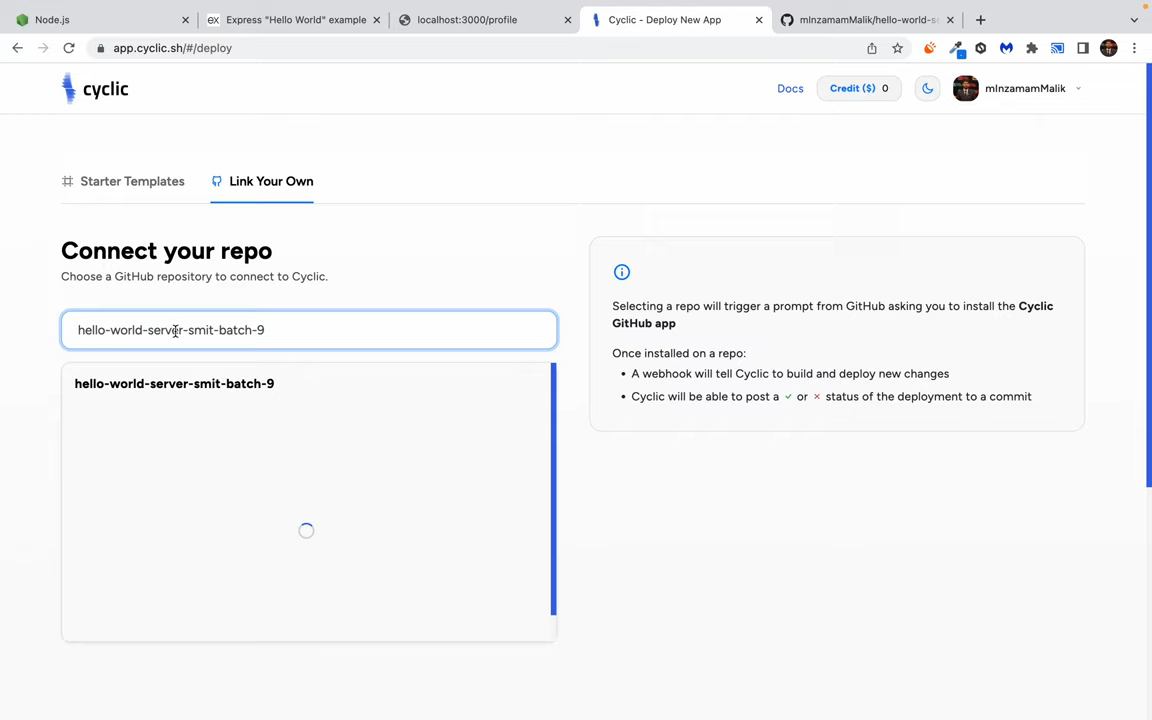 Node.js
Express "Hello World" example
localhost:3000/profile
Cyclic - Deploy New App
mInzamamMalik/hello-world-se
app.cyclic.sh/#/deploy
cyclic
Docs
Credit ($) 0
mInzamamMalik
Starter Templates
Link Your Own
Connect your repo
Choose a GitHub repository to connect to Cyclic.
hello-world-server-smit-batch-9
hello-world-server-smit-batch-9
Selecting a repo will trigger a prompt from GitHub asking you to install the Cyclic
GitHub app
Once installed on a repo:
• A webhook will tell Cyclic to build and deploy new changes
• Cyclic will be able to post a ✓ or × status of the deployment to a commit